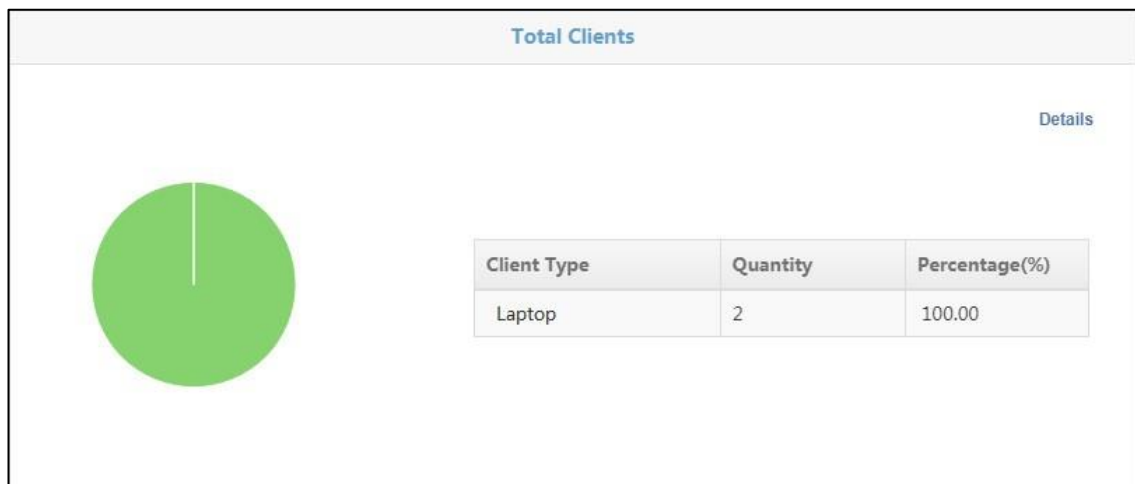 Total Clients
Details
Client Type Quantity Percentage(%)
Laptop 2 100.00